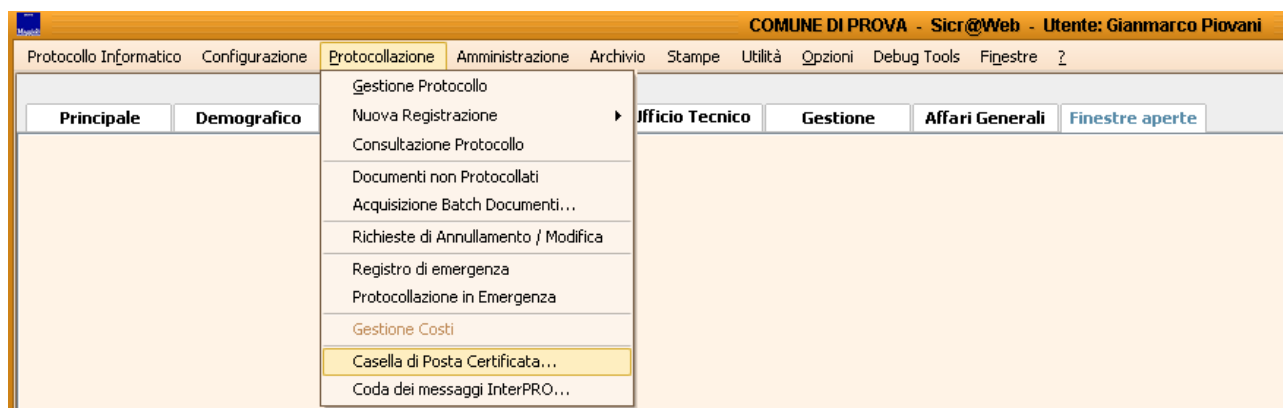 COMUNE DI PROVA - Sicr@Web - Utente: Gianmarco Piovani
Protocollo Informatico Configurazione Protocollazione Amministrazione Archivio Stampe Utilità Opzioni Debug Tools Finestre ?
Principale Demografico Ufficio Tecnico Gestione Affari Generali Finestre aperte
Gestione Protocollo
Nuova Registrazione
Consultazione Protocollo
Documenti non Protocollati
Acquisizione Batch Documenti...
Richieste di Annullamento / Modifica
Registro di emergenza
Protocollazione in Emergenza
Gestione Costi
Casella di Posta Certificata...
Coda dei messaggi InterPRO...